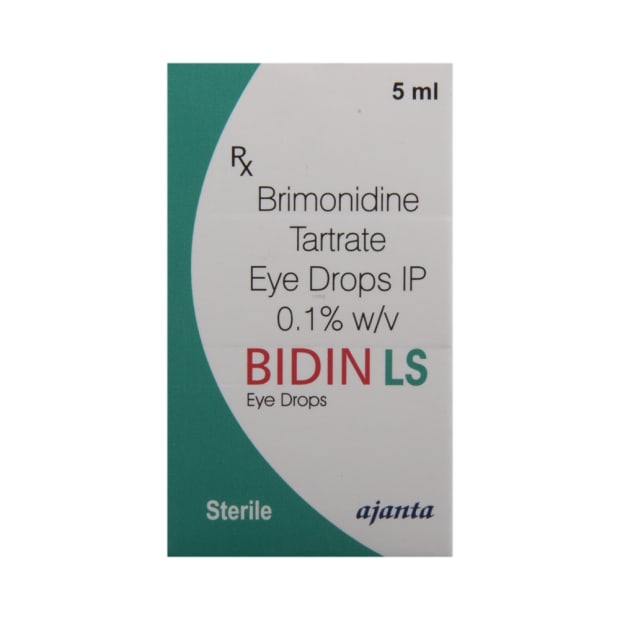 5 ml
Rx
Brimonidine
Tartrate
Eye Drops IP
0.1% w/v
BIDIN LS
Eye Drops
Sterile
ajanta